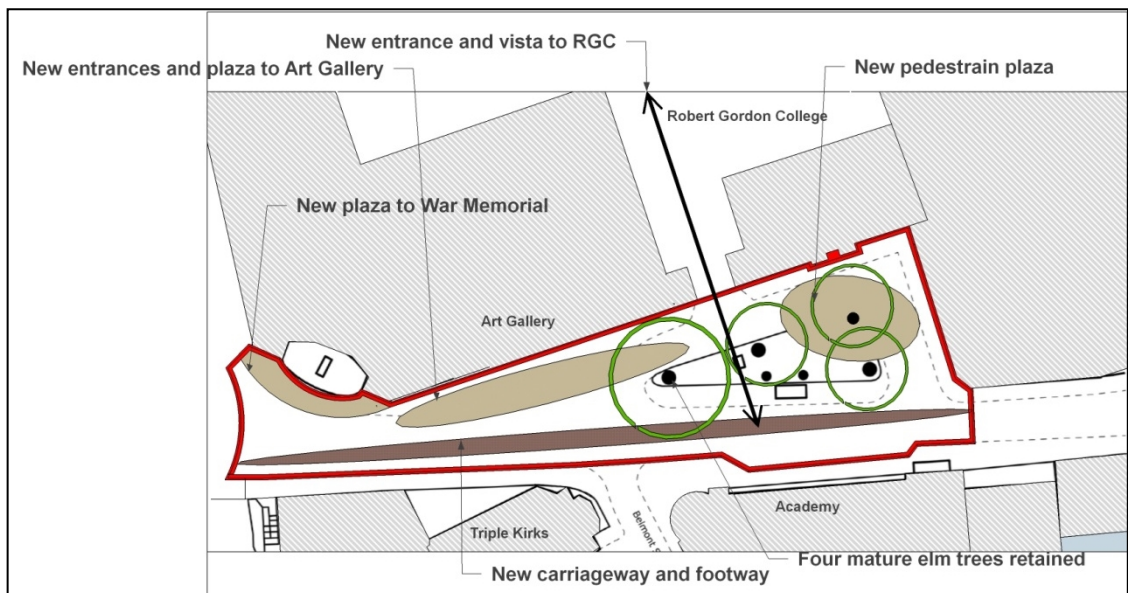 New entrance and vista to RGC
New entrances and plaza to Art Gallery
New pedestrain plaza
Robert Gordon College
New plaza to War Memorial
Art Gallery
Academy
Belmont S
Triple Kirks
Four mature elm trees retained
New carriageway and footway